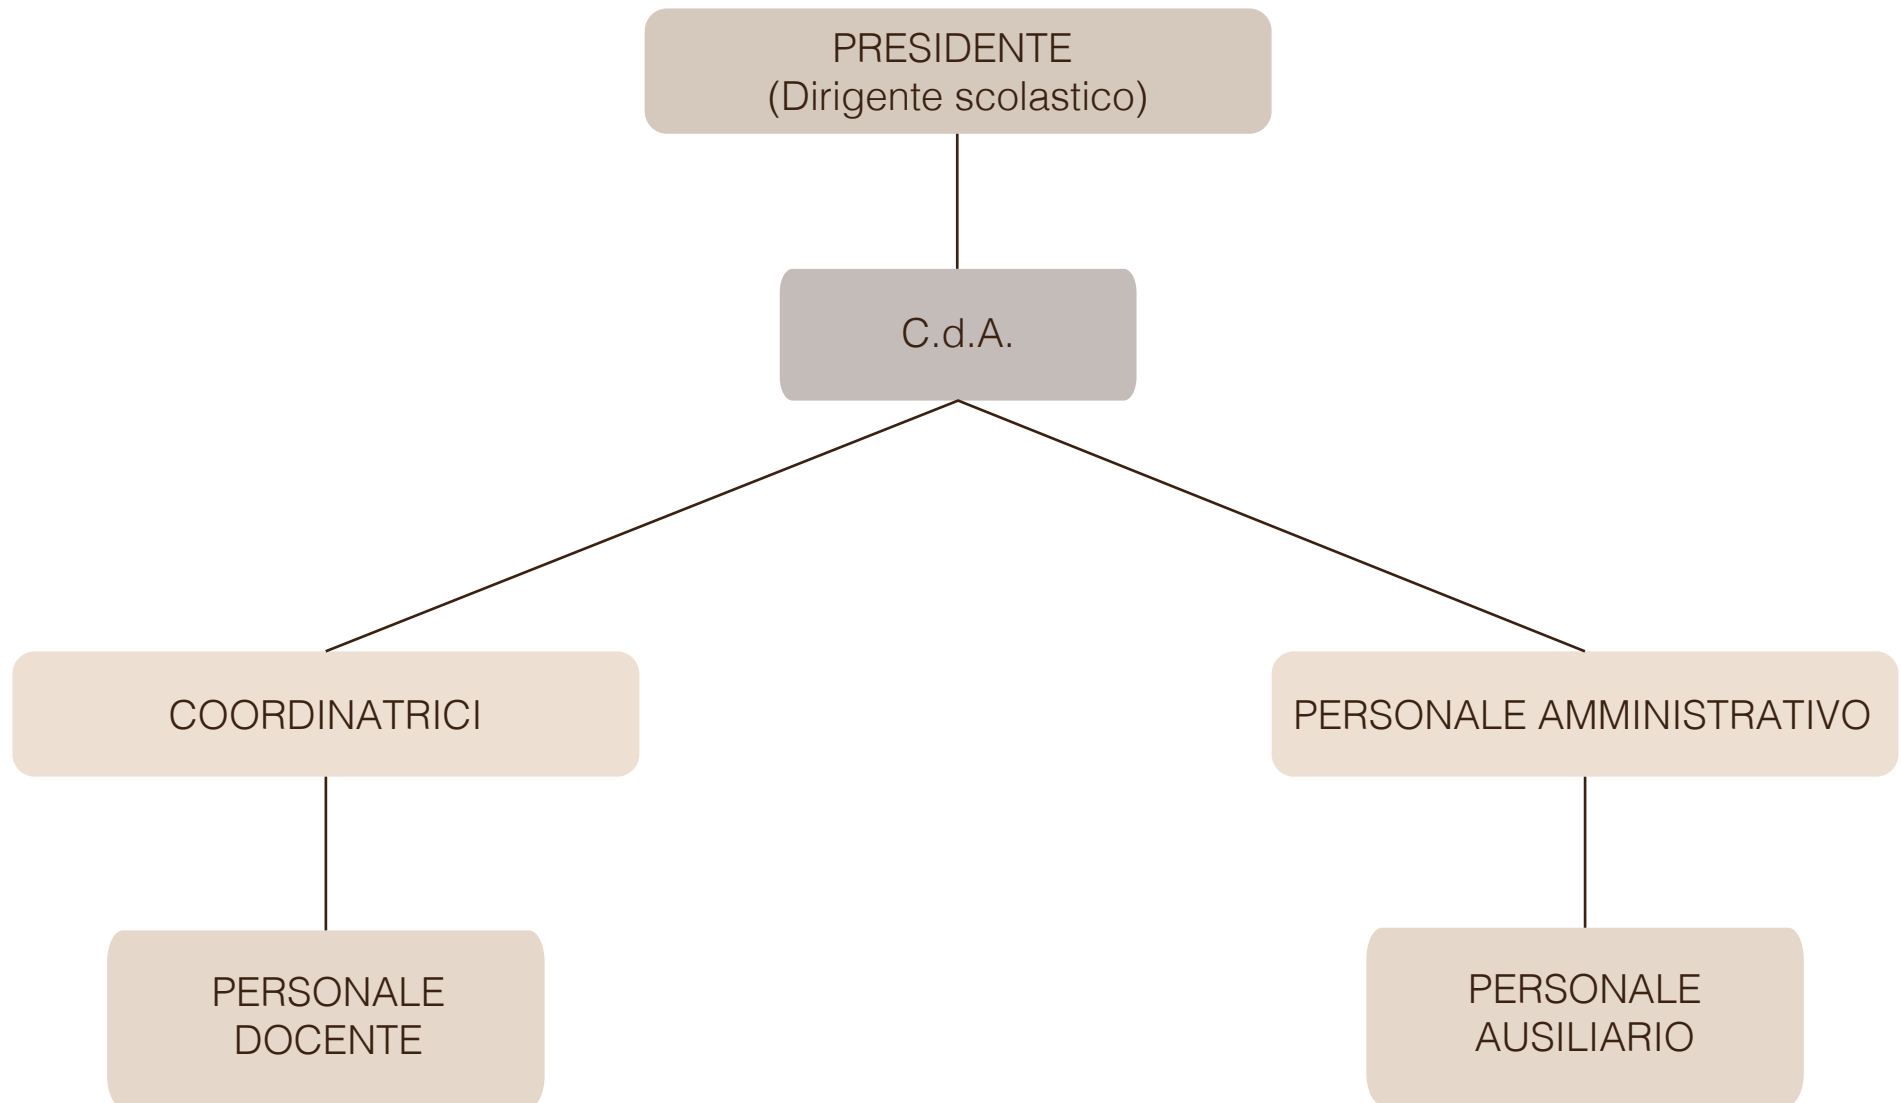 PRESIDENTE
(Dirigente scolastico)
C.d.A.
COORDINATRICI
PERSONALE AMMINISTRATIVO
PERSONALE
DOCENTE
PERSONALE
AUSILIARIO